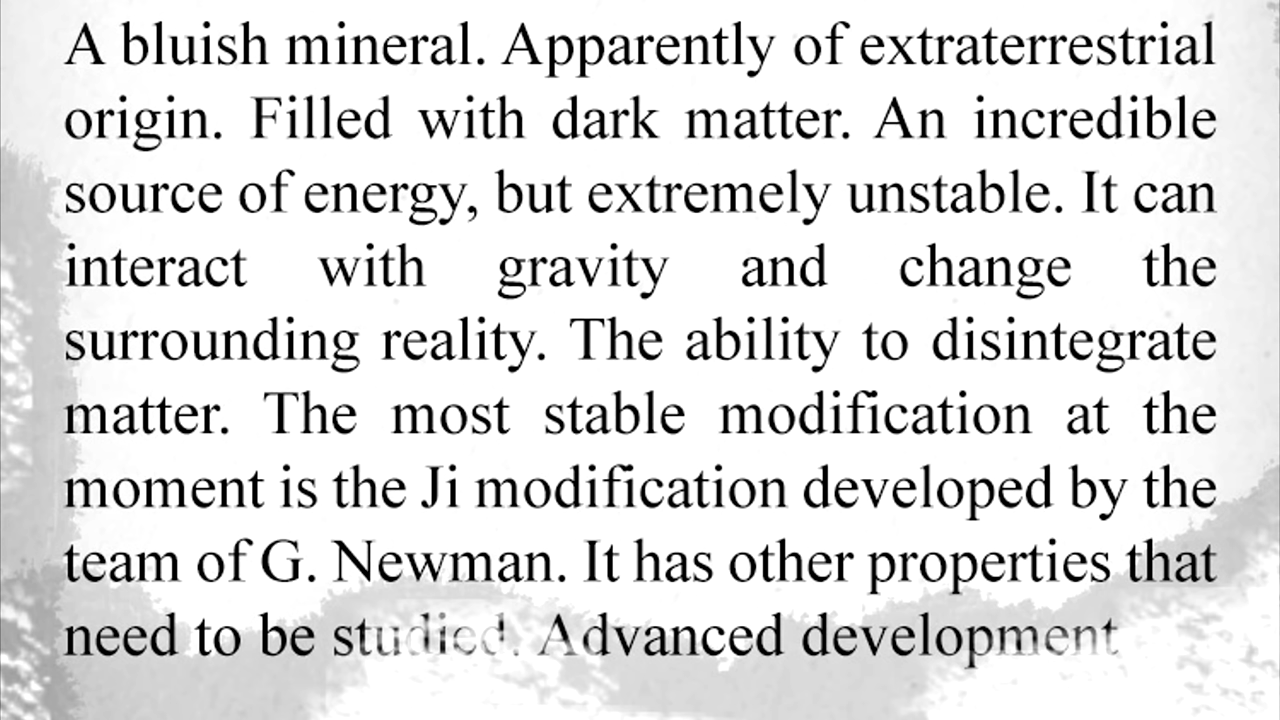 A bluish mineral. Apparently of extraterrestrial
origin. Filled with dark matter. An incredible
source of energy, but extremely unstable. It can
interact with gravity and change the
surrounding reality. The ability to disintegrate
matter. The most stable modification at the
moment is the Ji modification developed by the
team of G. Newman. It has other properties that
need to be studied. Advanced development